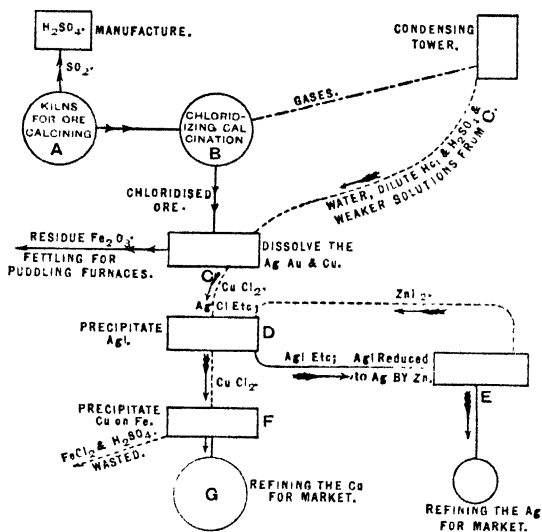 H₂SO₄.
MANUFACTURE.
SO₂.
CONDENSING
TOWER.
KILNS
FOR ORE
CALCINING
A
CHLORID-
IZING CAL
CINATION
B
GASES.
WATER, DILUTE HCl & H₂SO₄ &
WEAKER SOLUTIONS FROM C.
CHLORIDISED
ORE.
RESIDUE Fe₂O₃.
FETTLING FOR
PUDDLING FURNACES.
DISSOLVE THE
Ag Au & Cu.
C
Cu Cl₂.
Ag Cl Etc;
ZnI₂.
PRECIPITATE
AgI.
D
AgI Etc; AgI Reduced
to Ag BY Zn.
E
Cu Cl₂.
PRECIPITATE
Cu on Fe.
F
FeCl₂ & H₂SO₄.
WASTED.
G
REFINING THE Cu
FOR MARKET.
REFINING THE Ag
FOR MARKET.